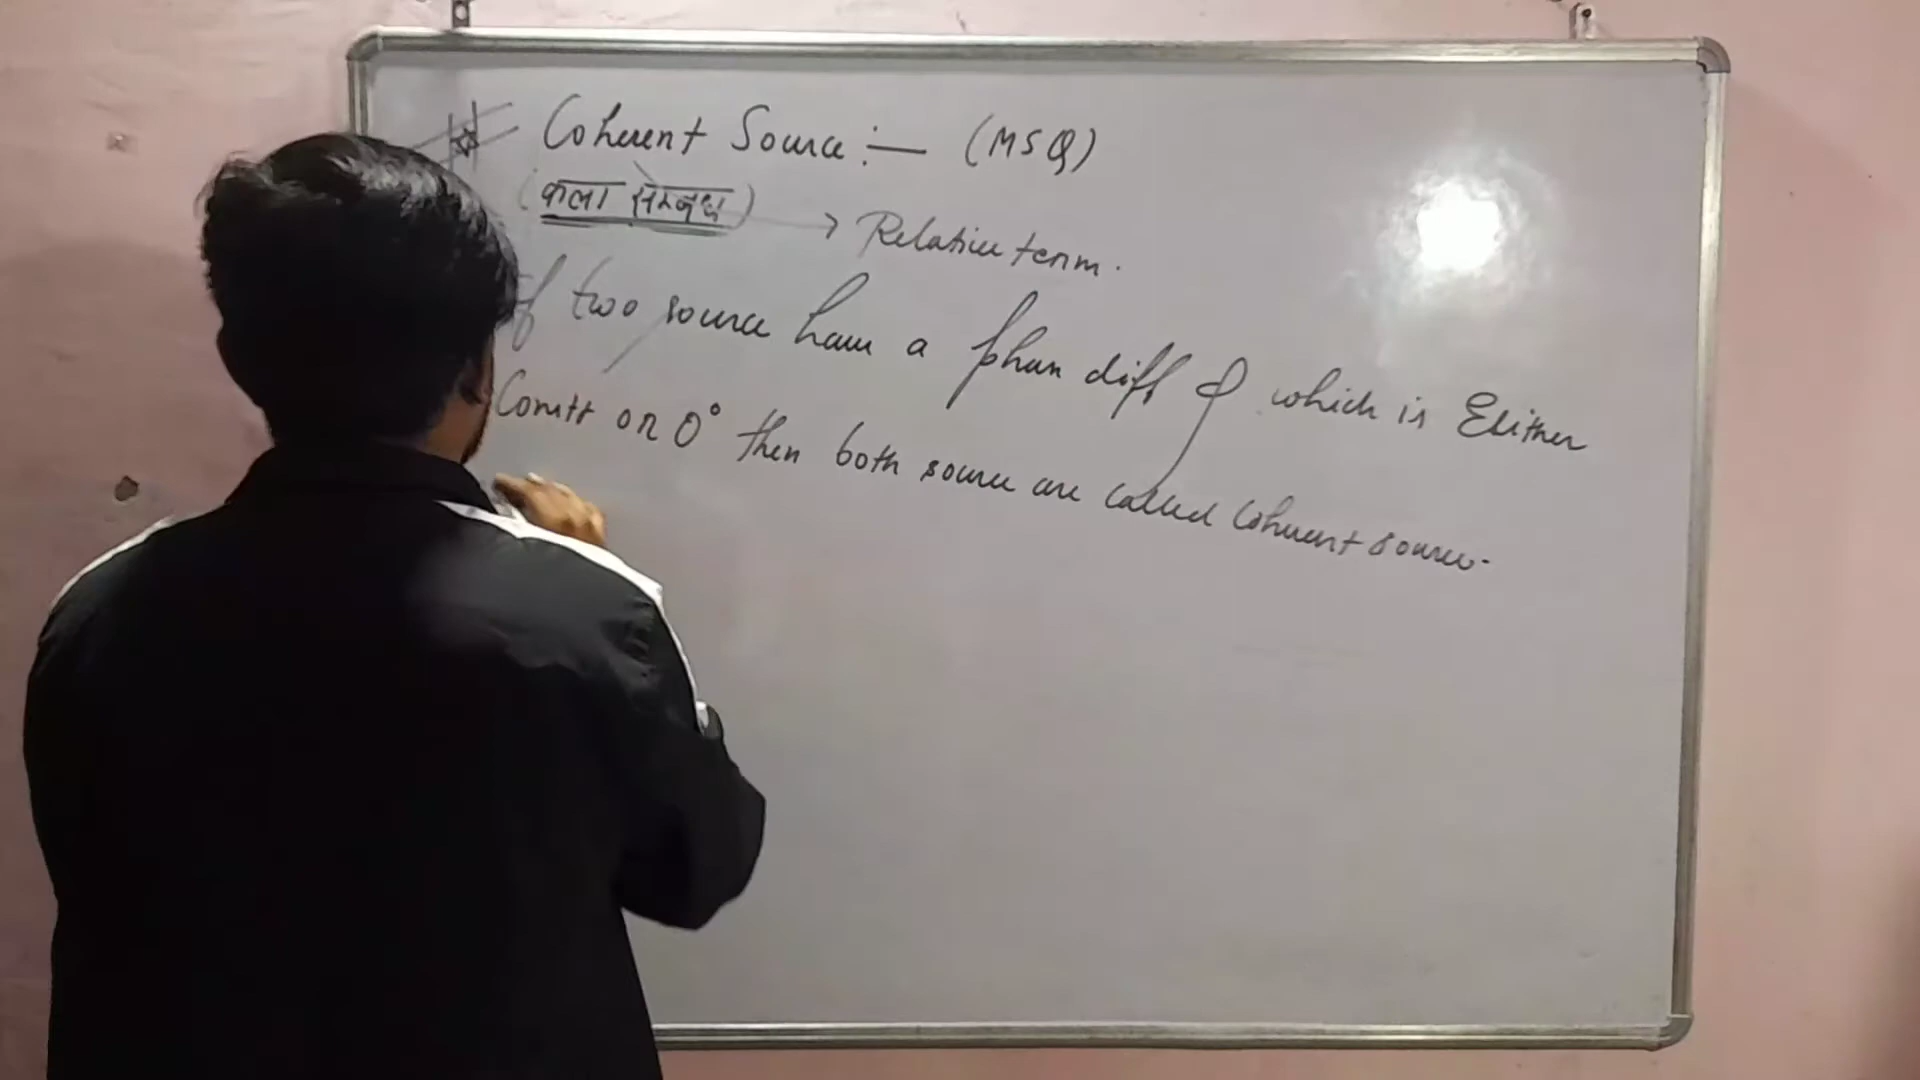 Coherent Source :— (MSQ)
(कला सम्बंध) → Relative term.
If two source have a phase diff ϕ which is Either
Constt or 0° then both source are called Coherent source.